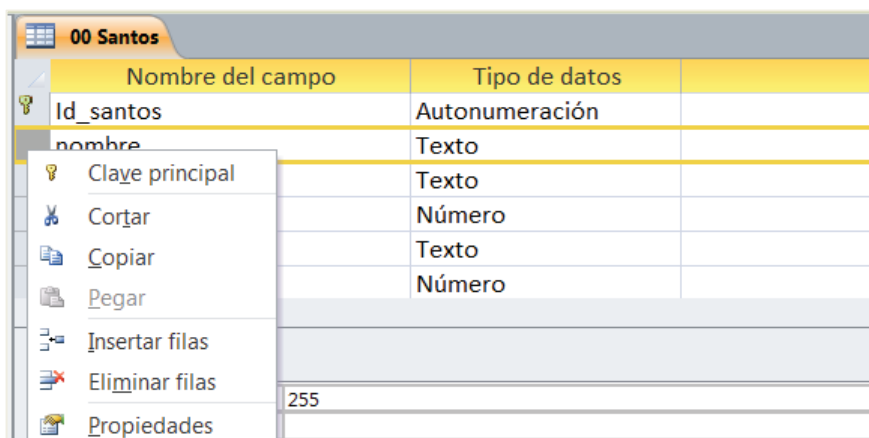 00 Santos
Nombre del campo Tipo de datos
Id_santos Autonumeración
nombre Texto
Texto
Número
Texto
Número
Clave principal
Cortar
Copiar
Pegar
Insertar filas
Eliminar filas
Propiedades
255